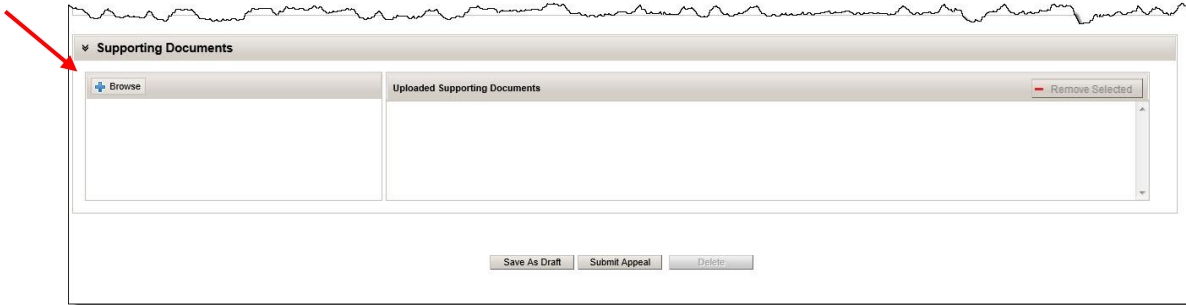 Supporting Documents
Browse
Uploaded Supporting Documents
Remove Selected
Save As Draft
Submit Appeal
Delete